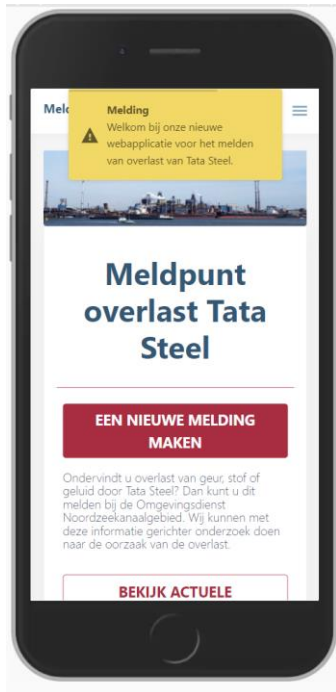 Meld
Melding
Welkom bij onze nieuwe
webapplicatie voor het melden
van overlast van Tata Steel.
Meldpunt
overlast Tata
Steel
EEN NIEUWE MELDING
MAKEN
Ondervindt u overlast van geur, stof of
geluid door Tata Steel? Dan kunt u dit
melden bij de Omgevingsdienst
Noordzeekanaalgebied. Wij kunnen met
deze informatie gerichter onderzoek doen
naar de oorzaak van de overlast.
BEKIJK ACTUELE